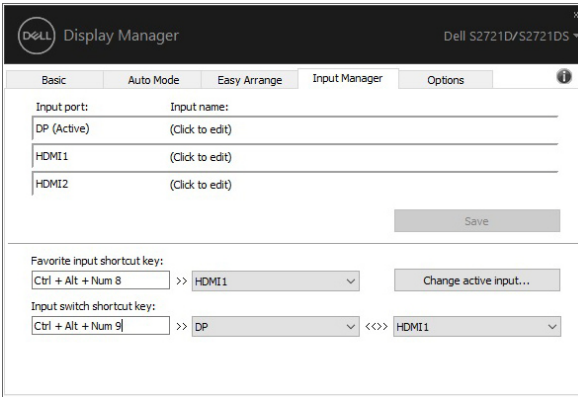 DELL Display Manager Dell S2721D/S2721DS
Basic Auto Mode Easy Arrange Input Manager Options
Input port: Input name:
DP (Active) (Click to edit)
HDMI1 (Click to edit)
HDMI2 (Click to edit)
Save
Favorite input shortcut key:
Ctrl + Alt + Num 8 >> HDMI1 Change active input...
Input switch shortcut key:
Ctrl + Alt + Num 9 >> DP <<>> HDMI1